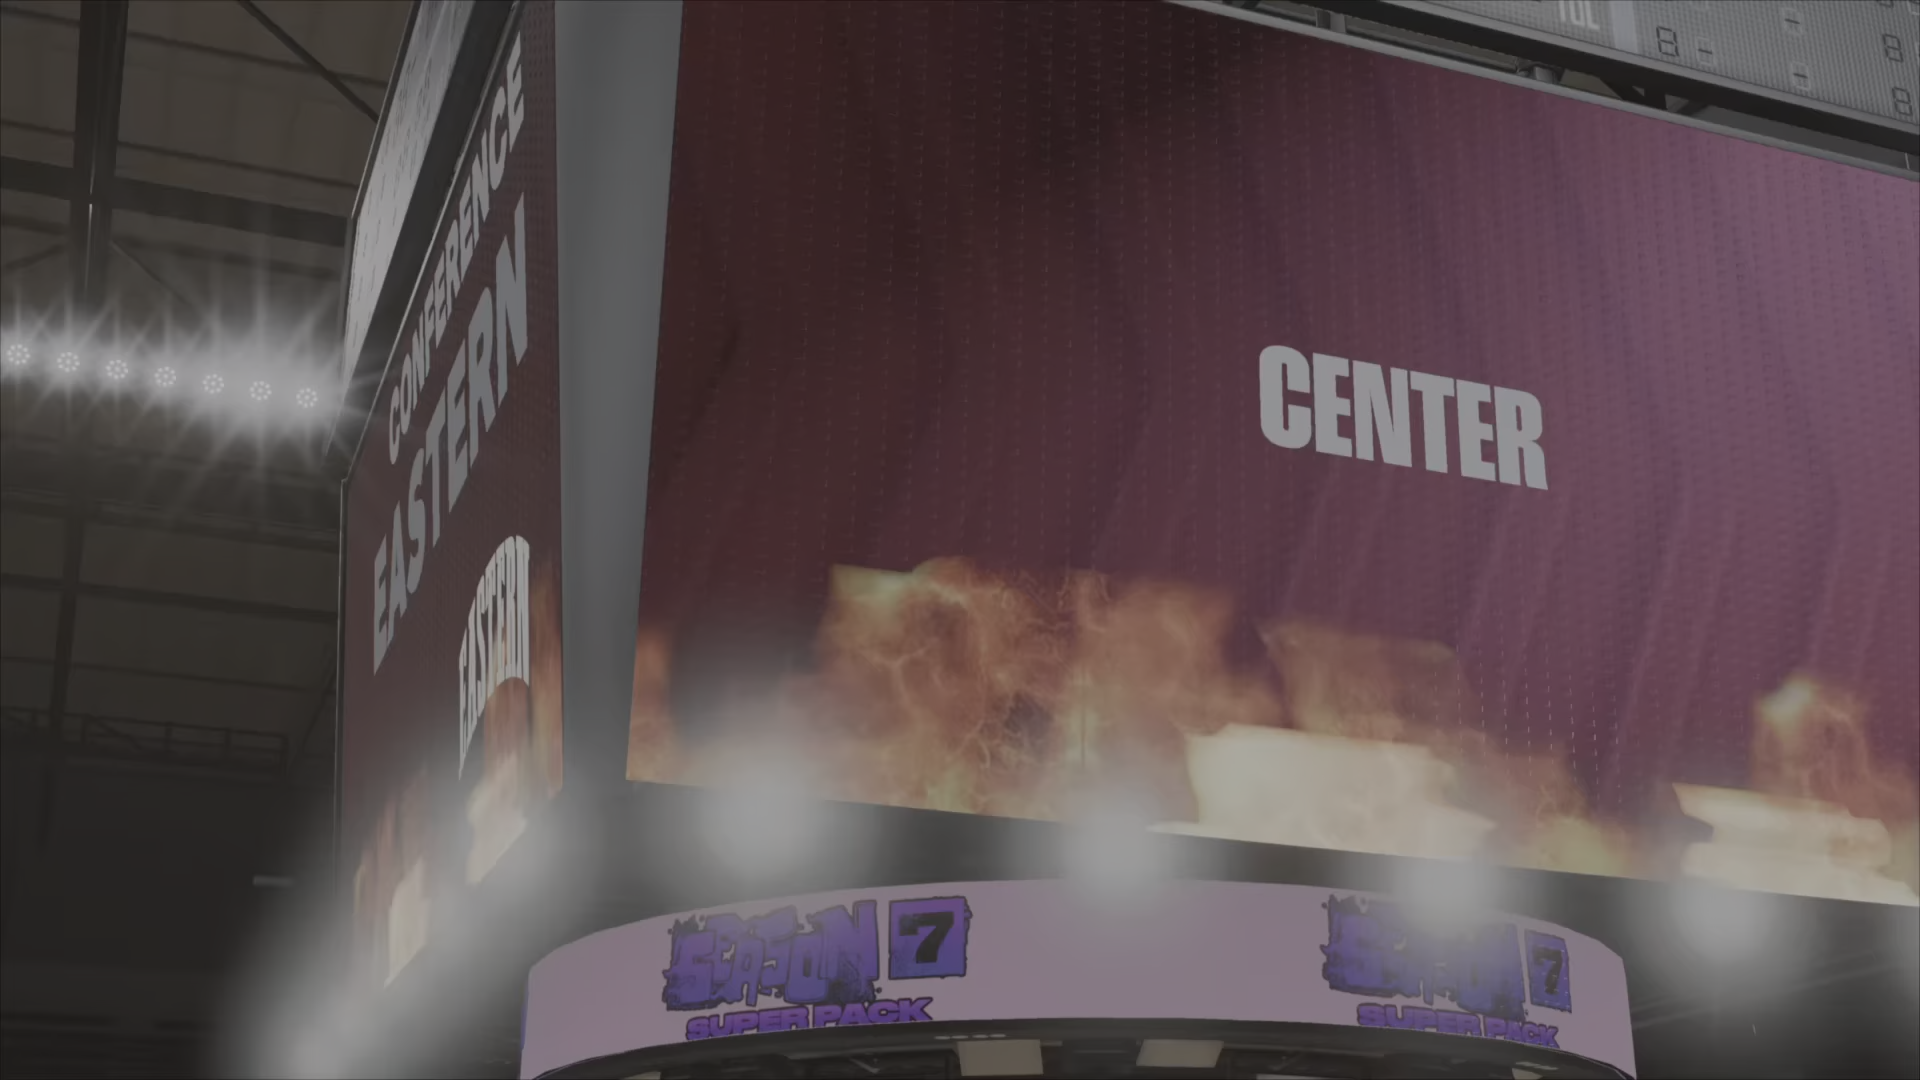 CONFERENCE
EASTERN
EASTERN
CENTER
SEASON 7
SUPER PACK
SEASON 7
SUPER PACK